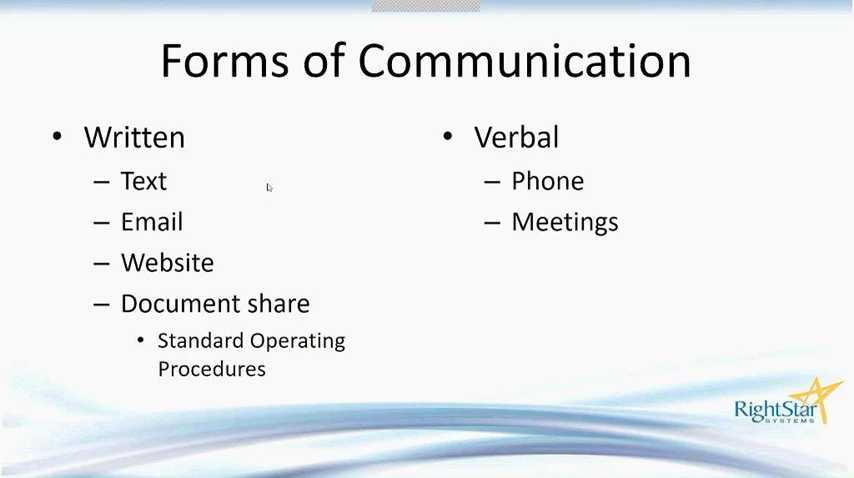 Forms of Communication
• Written
– Text
– Email
– Website
– Document share
• Standard Operating
Procedures
• Verbal
– Phone
– Meetings
RightStar
SYSTEMS